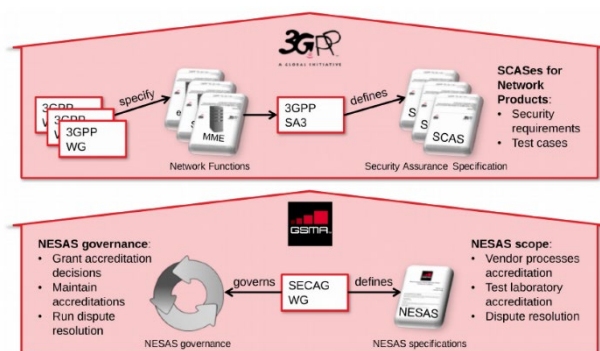 3GPP
A GLOBAL INITIATIVE
SCASes for
Network
Products:
• Security
requirements
• Test cases
specify
defines
3GPP
3GPP
3GPP
WG
MME
3GPP
SA3
SCAS
Network Functions
Security Assurance Specification
GSMA
NESAS governance:
• Grant accreditation
decisions
• Maintain
accreditations
• Run dispute
resolution
governs
SECAG
WG
defines
NESAS
NESAS scope:
• Vendor processes
accreditation
• Test laboratory
accreditation
• Dispute resolution
NESAS governance
NESAS specifications